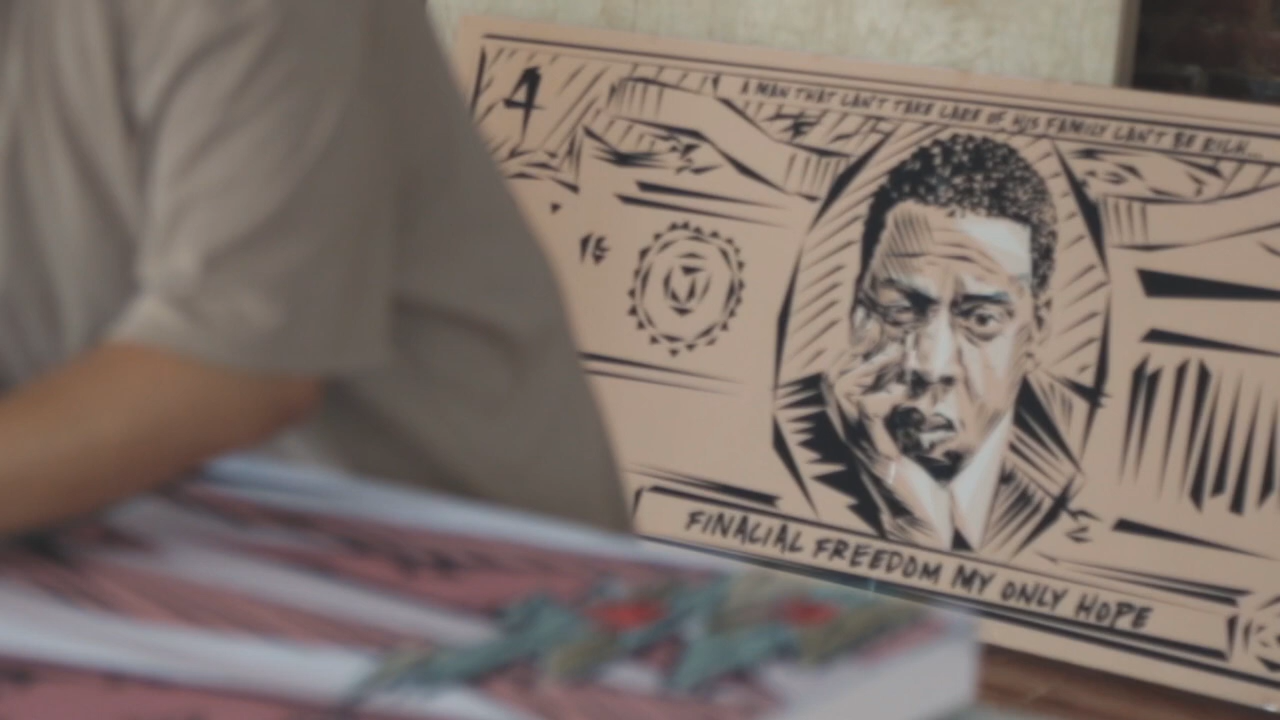 A MAN THAT CAN'T TAKE CARE OF HIS FAMILY CAN'T BE RICH...
4
FINACIAL FREEDOM MY ONLY HOPE